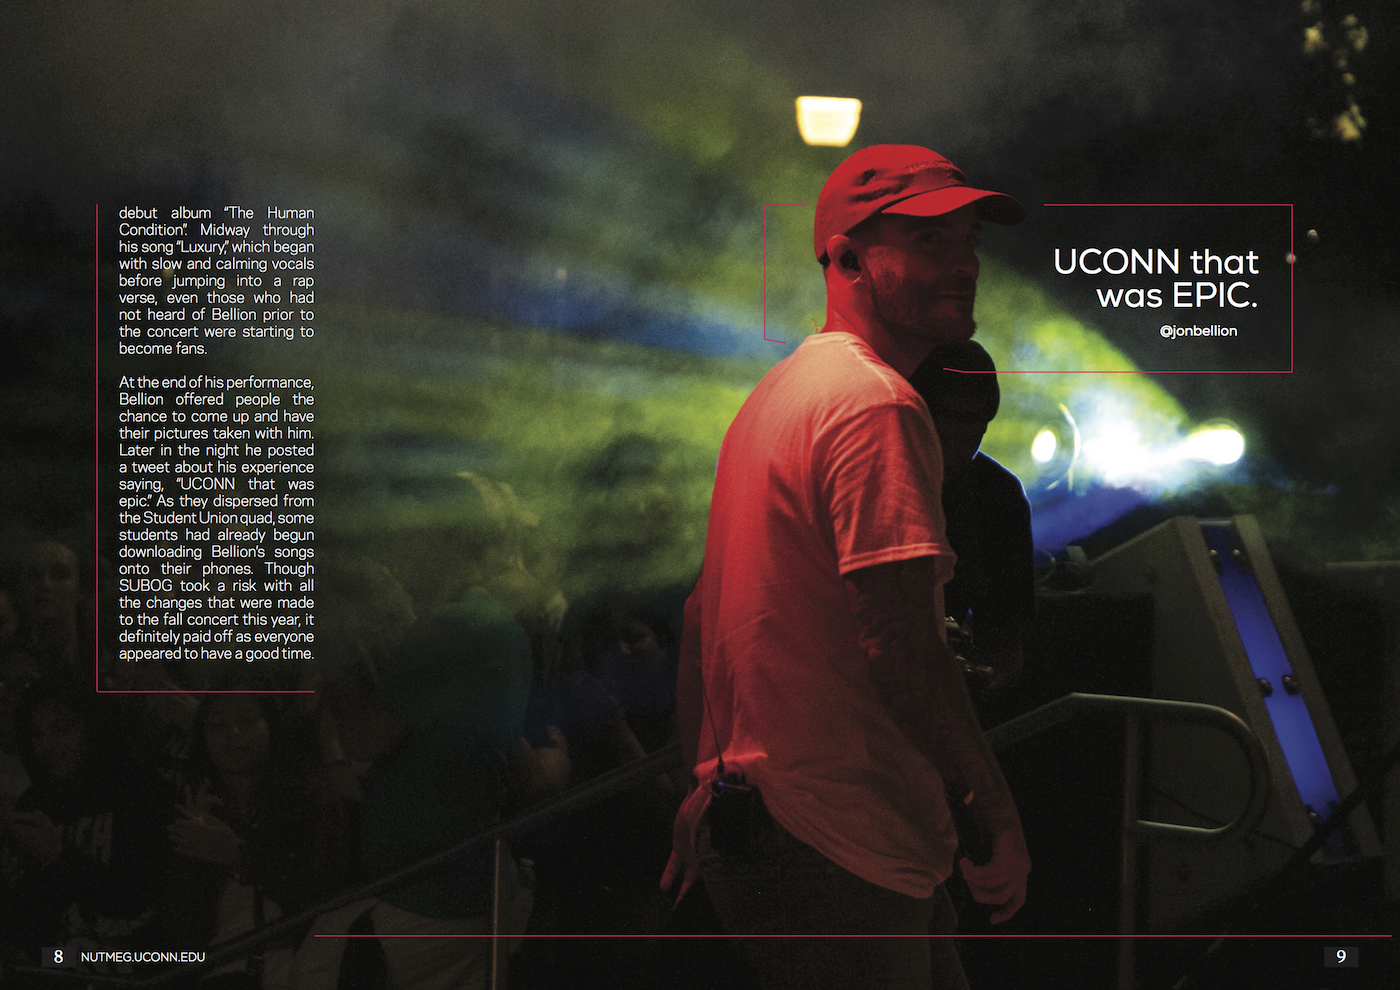 debut album “The Human
Condition”. Midway through
his song “Luxury,” which began
with slow and calming vocals
before jumping into a rap
verse, even those who had
not heard of Bellion prior to
the concert were starting to
become fans.
At the end of his performance,
Bellion offered people the
chance to come up and have
their pictures taken with him.
Later in the night he posted
a tweet about his experience
saying, “UCONN that was
epic.” As they dispersed from
the Student Union quad, some
students had already begun
downloading Bellion’s songs
onto their phones. Though
SUBOG took a risk with all
the changes that were made
to the fall concert this year, it
definitely paid off as everyone
appeared to have a good time.
UCONN that
was EPIC.
@jonbellion
8 NUTMEG.UCONN.EDU
9